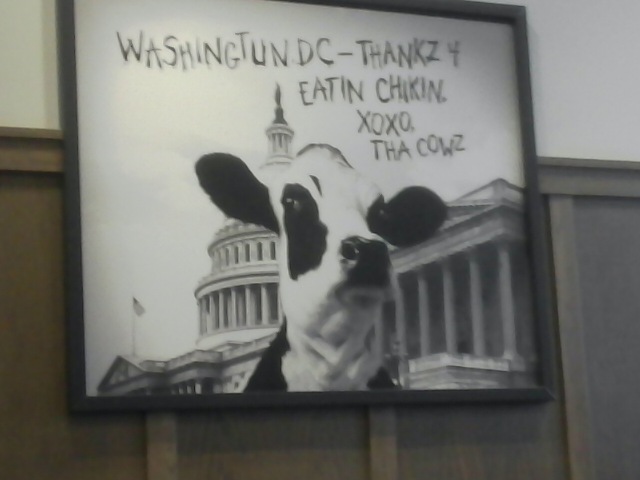 WASHINGTUN DC - THANKZ 4
EATIN CHIKIN.
XOXO,
THA COWZ